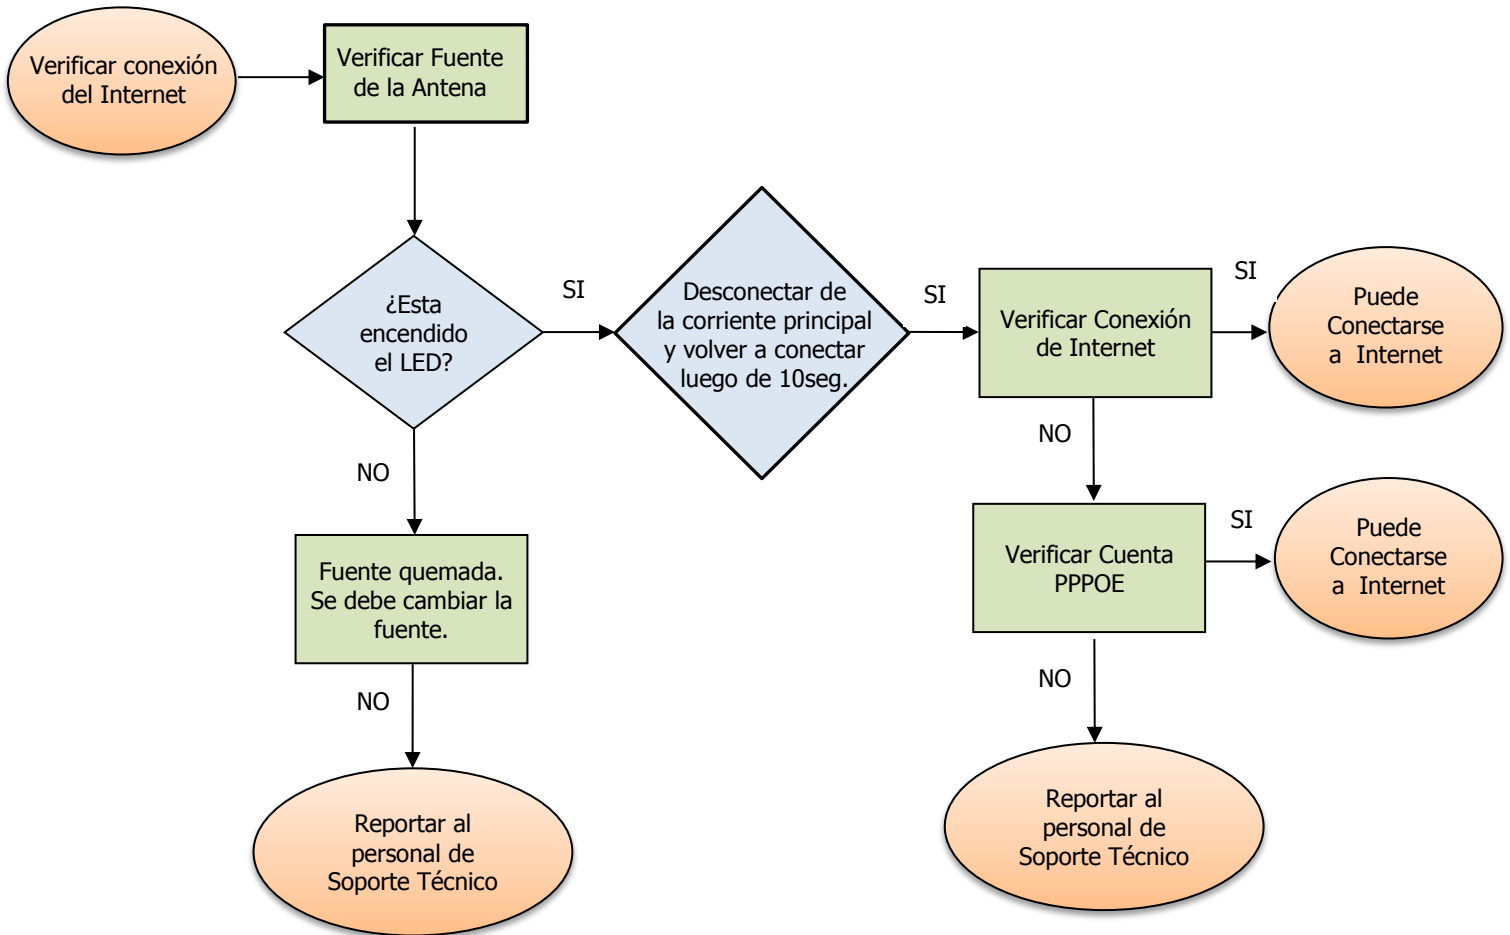 Verificar conexión
del Internet
Verificar Fuente
de la Antena
¿Esta
encendido
el LED?
SI
Desconectar de
la corriente principal
y volver a conectar
luego de 10seg.
SI
Verificar Conexión
de Internet
SI
Puede
Conectarse
a Internet
NO
NO
Fuente quemada.
Se debe cambiar la
fuente.
Verificar Cuenta
PPPOE
SI
Puede
Conectarse
a Internet
NO
NO
Reportar al
personal de
Soporte Técnico
Reportar al
personal de
Soporte Técnico